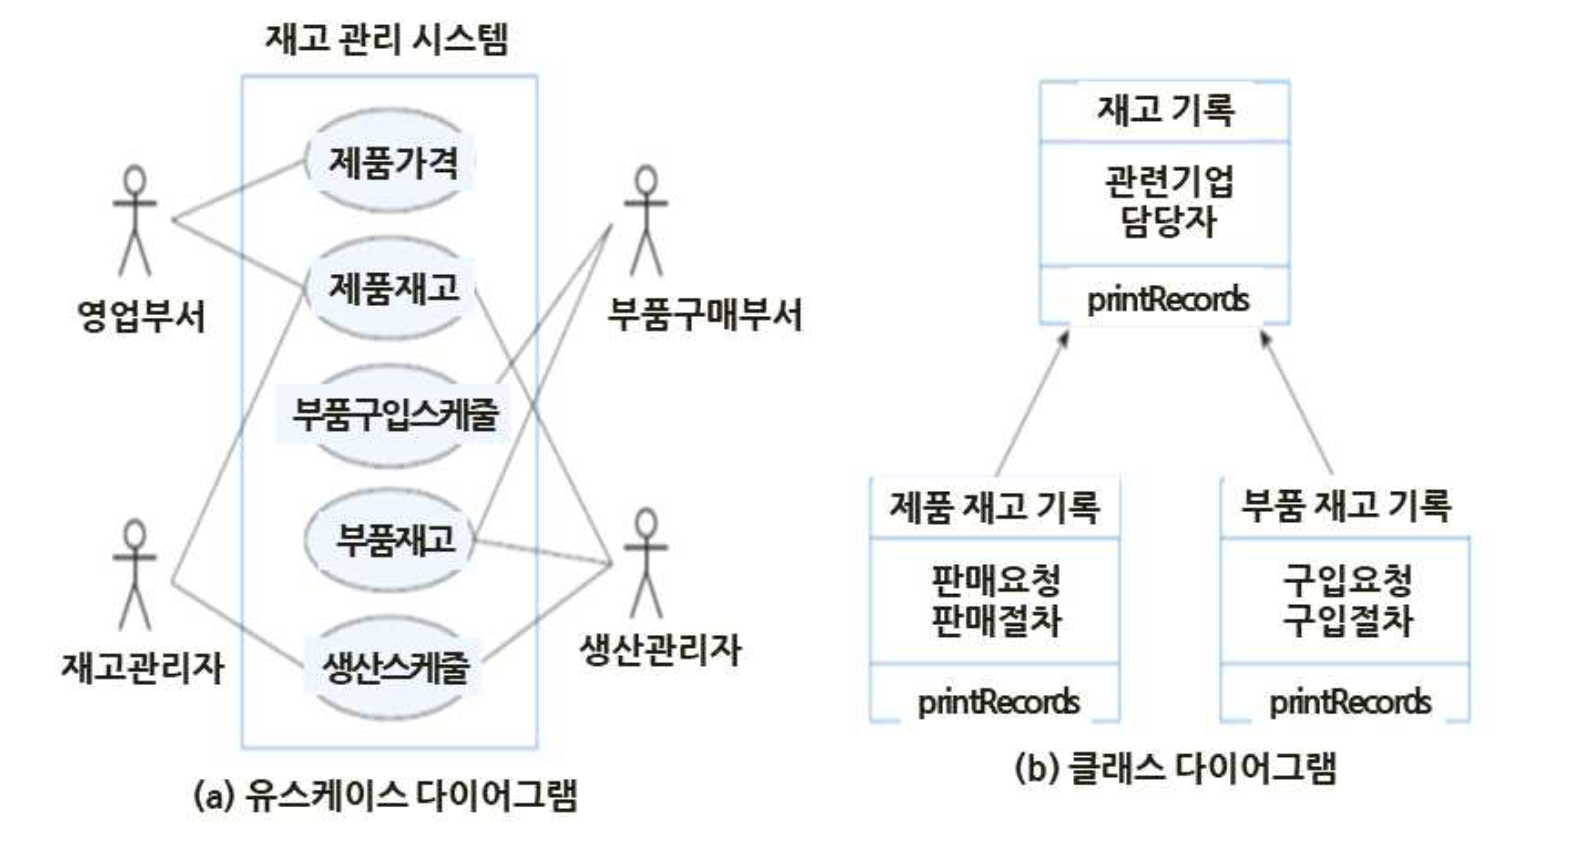 재고 관리 시스템
제품가격
제품재고
부품구입스케줄
부품재고
생산스케줄
영업부서
재고관리자
부품구매부서
생산관리자
(a) 유스케이스 다이어그램
재고 기록
관련기업
담당자
printRecords
제품 재고 기록
판매요청
판매절차
printRecords
부품 재고 기록
구입요청
구입절차
printRecords
(b) 클래스 다이어그램